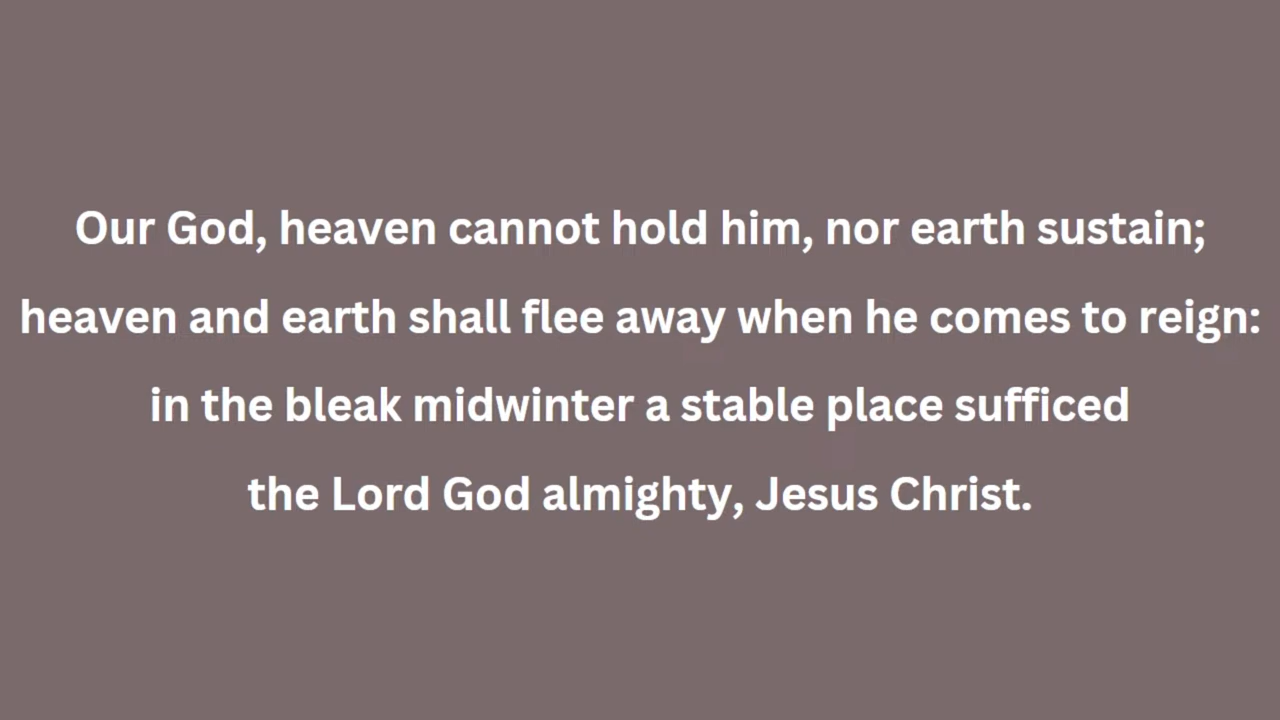 Our God, heaven cannot hold him, nor earth sustain;
heaven and earth shall flee away when he comes to reign:
in the bleak midwinter a stable place sufficed
the Lord God almighty, Jesus Christ.